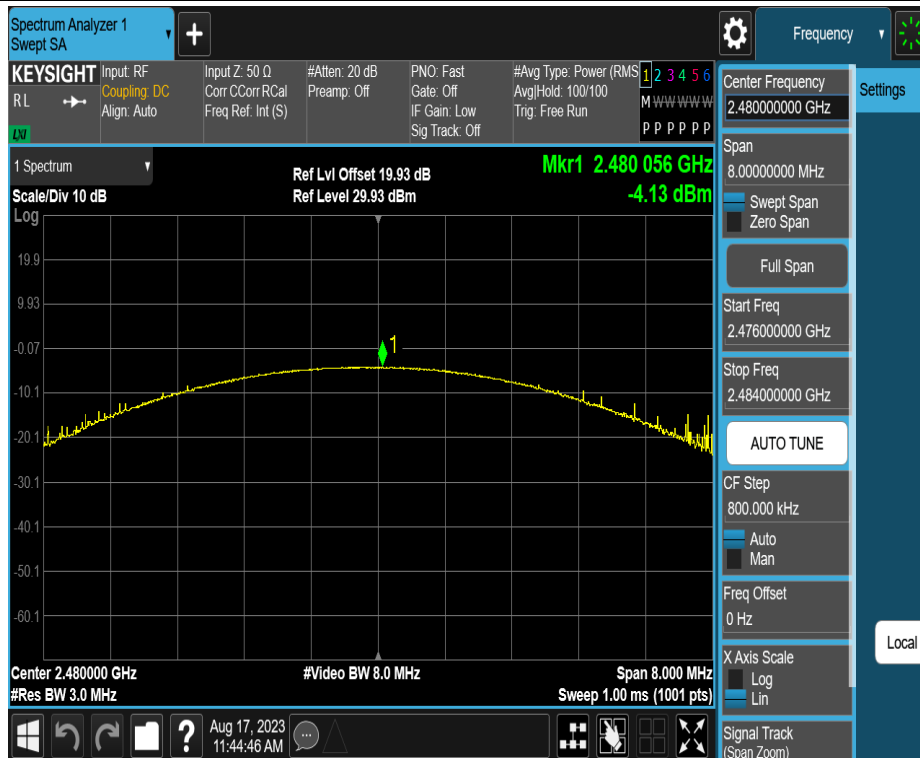 Spectrum Analyzer 1
Swept SA
+
Frequency
KEYSIGHT
RL
LXI
Input: RF
Coupling: DC
Align: Auto
Input Z: 50 Ω
Corr CCorr RCal
Freq Ref: Int (S)
#Atten: 20 dB
Preamp: Off
PNO: Fast
Gate: Off
IF Gain: Low
Sig Track: Off
#Avg Type: Power (RMS
Avg|Hold: 100/100
Trig: Free Run
1 2 3 4 5 6
M W W W W W
P P P P P P
1 Spectrum
Scale/Div 10 dB
Log
Ref Lvl Offset 19.93 dB
Ref Level 29.93 dBm
Mkr1 2.480 056 GHz
-4.13 dBm
19.9
9.93
-0.07
-10.1
-20.1
-30.1
-40.1
-50.1
-60.1
1
Center 2.480000 GHz
#Video BW 8.0 MHz
Span 8.000 MHz
#Res BW 3.0 MHz
Sweep 1.00 ms (1001 pts)
Center Frequency
2.480000000 GHz
Span
8.00000000 MHz
Swept Span
Zero Span
Full Span
Start Freq
2.476000000 GHz
Stop Freq
2.484000000 GHz
AUTO TUNE
CF Step
800.000 kHz
Auto
Man
Freq Offset
0 Hz
X Axis Scale
Log
Lin
Signal Track
(Span Zoom)
Settings
Local
?
Aug 17, 2023
11:44:46 AM